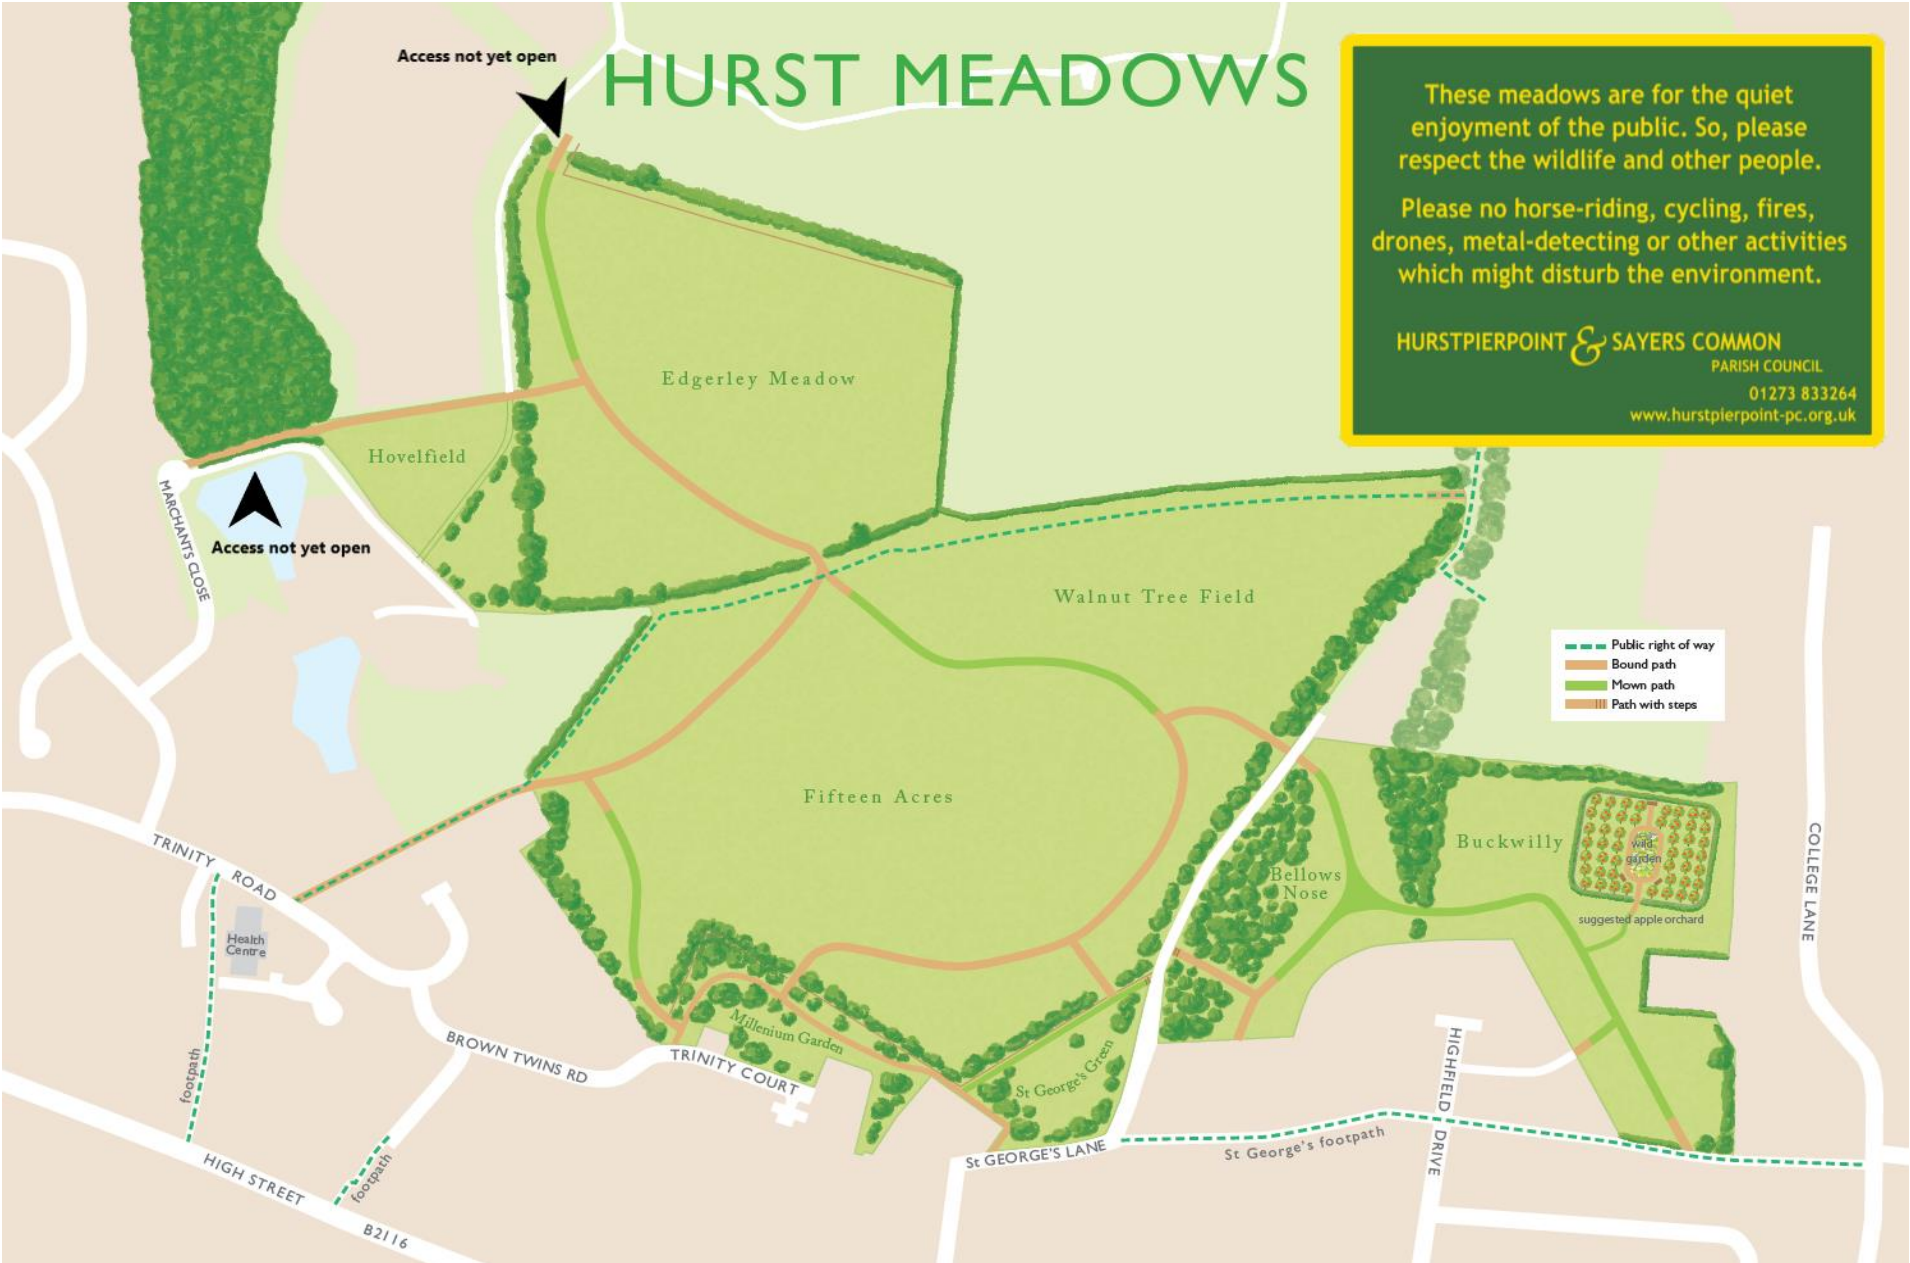 Access not yet open
HURST MEADOWS
These meadows are for the quiet
enjoyment of the public. So, please
respect the wildlife and other people.
Please no horse-riding, cycling, fires,
drones, metal-detecting or other activities
which might disturb the environment.
HURSTPIERPOINT & SAYERS COMMON
PARISH COUNCIL
01273 833264
www.hurstpierpoint-pc.org.uk
Edgerley Meadow
Hovelfield
MARCHANTS CLOSE
Access not yet open
Walnut Tree Field
Public right of way
Bound path
Mown path
Path with steps
Fifteen Acres
Buckwilly
wild
garden
suggested apple orchard
Bellows
Nose
COLLEGE LANE
TRINITY ROAD
Health
Centre
Millenium Garden
St George's Green
BROWN TWINS RD
TRINITY COURT
HIGHFIELD DRIVE
footpath
footpath
St GEORGE'S LANE
St George's footpath
HIGH STREET
B2116